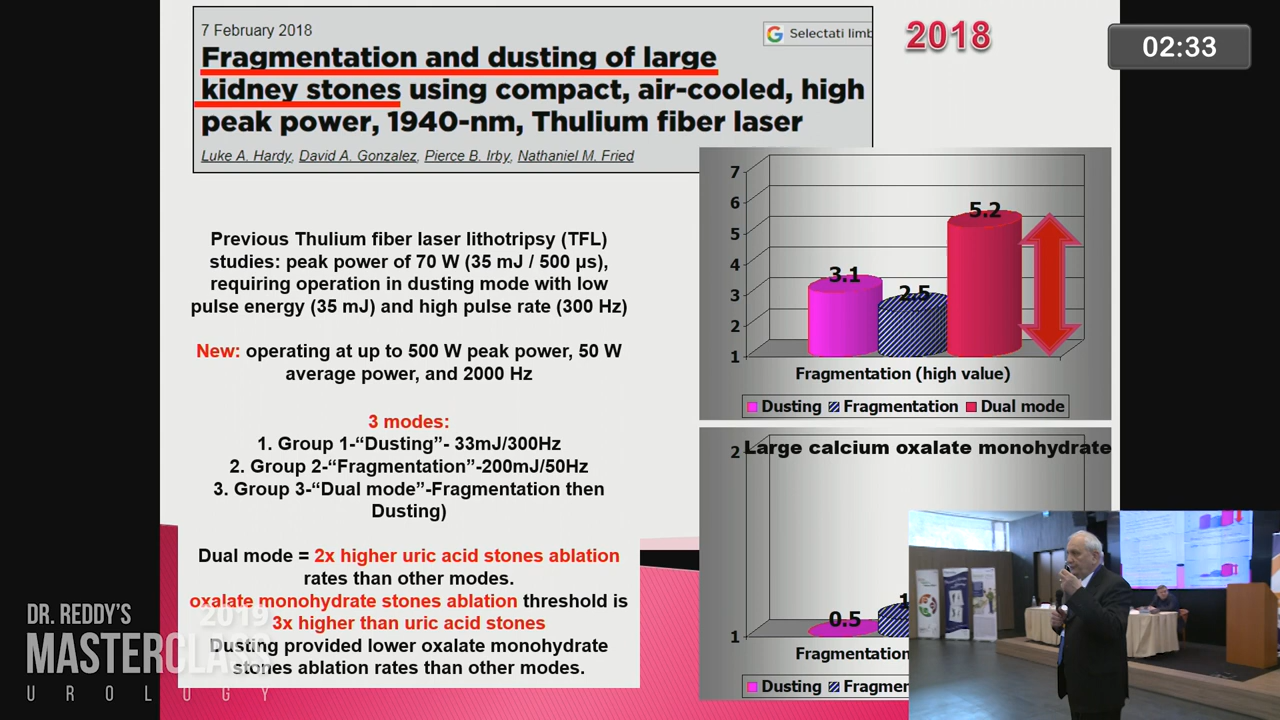 7 February 2018
Selectati limb
2018
02:33
Fragmentation and dusting of large
kidney stones using compact, air-cooled, high
peak power, 1940-nm, Thulium fiber laser
Luke A. Hardy, David A. Gonzalez, Pierce B. Irby, Nathaniel M. Fried
Previous Thulium fiber laser lithotripsy (TFL)
studies: peak power of 70 W (35 mJ / 500 µs),
requiring operation in dusting mode with low
pulse energy (35 mJ) and high pulse rate (300 Hz)
New: operating at up to 500 W peak power, 50 W
average power, and 2000 Hz
3 modes:
1. Group 1-“Dusting”- 33mJ/300Hz
2. Group 2-“Fragmentation”-200mJ/50Hz
3. Group 3-“Dual mode”-Fragmentation then
Dusting)
Dual mode = 2x higher uric acid stones ablation
rates than other modes.
oxalate monohydrate stones ablation threshold is
3x higher than uric acid stones
Dusting provided lower oxalate monohydrate
stones ablation rates than other modes.
7
6
5
4
3
2
1
3.1
2.5
5.2
Fragmentation (high value)
Dusting Fragmentation Dual mode
Large calcium oxalate monohydrate
2
1
0.5
1
Fragmentation
Dusting Fragmen
DR. REDDY'S
2019
MASTERCLASS
UROLOGY